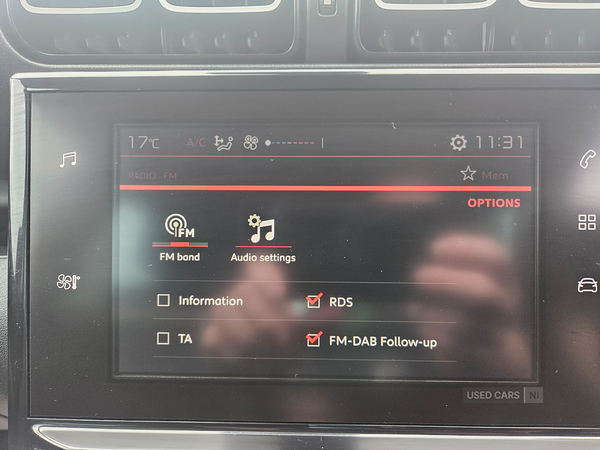 17°C A/C 11:31
RADIO . FM Mem
OPTIONS
FM
FM band Audio settings
Information RDS
TA FM-DAB Follow-up
USED CARS NI